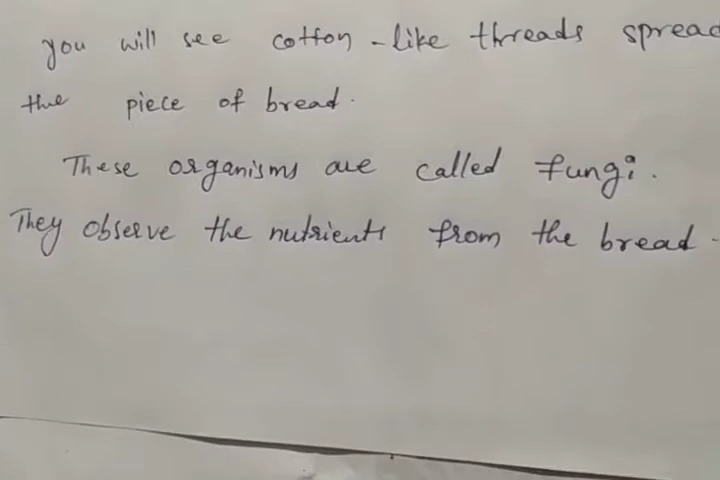 you will see cotton-like threads spread
the piece of bread.
These organisms are called fungi.
They observe the nutrients from the bread.